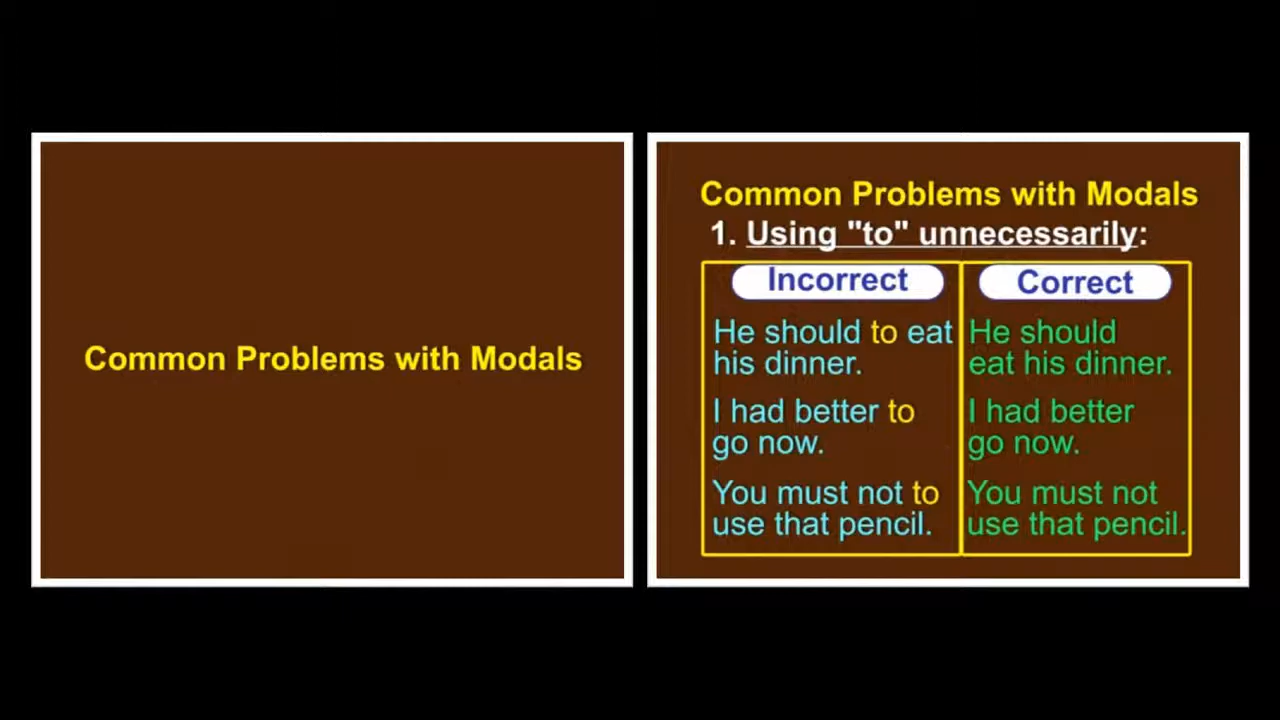 Common Problems with Modals
Common Problems with Modals
1. Using "to" unnecessarily:
Incorrect
He should to eat
his dinner.
I had better to
go now.
You must not to
use that pencil.
Correct
He should
eat his dinner.
I had better
go now.
You must not
use that pencil.